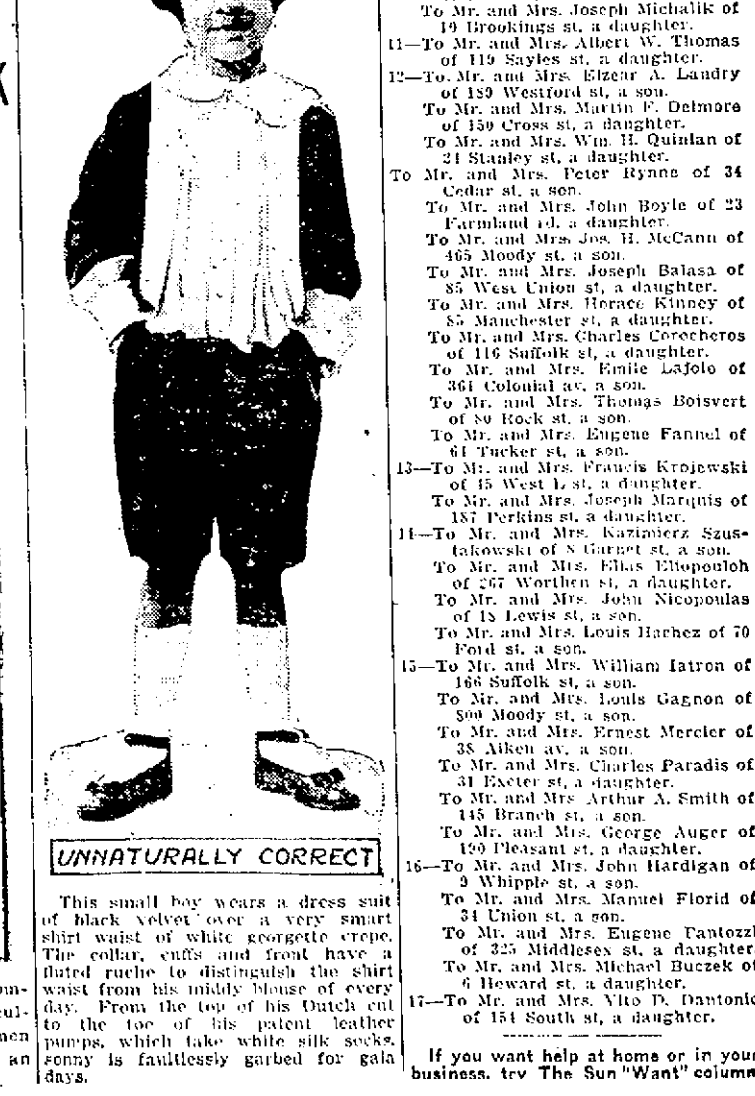 UNNATURALLY CORRECT
This small boy wears a dress suit
of black velvet over a very smart
shirt waist of white georgette crepe.
The collar, cuffs and front have a
fluted ruche to distinguish the shirt
waist from his middy blouse of every
day. From the top of his Dutch cut
to the toe of his patent leather
pumps, which take white silk socks,
sonny is faultlessly garbed for gala
days.
To Mr. and Mrs. Joseph Michalik of
19 Brookings st. a daughter.
11—To Mr. and Mrs. Albert W. Thomas
of 119 Sayles st, a daughter.
12—To Mr. and Mrs. Elzear A. Landry
of 189 Westford st, a son.
To Mr. and Mrs. Martin F. Delmore
of 150 Cross st, a daughter.
To Mr. and Mrs. Wm. H. Quinlan of
21 Stanley st, a daughter.
To Mr. and Mrs. Peter Rynne of 34
Cedar st, a son.
To Mr. and Mrs. John Boyle of 23
Farmland rd, a daughter.
To Mr. and Mrs. Jos. H. McCann of
465 Moody st, a son.
To Mr. and Mrs. Joseph Balasa of
85 West Union st, a daughter.
To Mr. and Mrs. Horace Kinney of
85 Manchester st, a daughter.
To Mr. and Mrs. Charles Corocheros
of 116 Suffolk st, a daughter.
To Mr. and Mrs. Emile LaJole of
361 Colonial av, a son.
To Mr. and Mrs. Thomas Boisvert
of 80 Rock st, a son.
To Mr. and Mrs. Eugene Fannel of
61 Tucker st, a son.
13—To Mr. and Mrs. Francis Krojewski
of 45 West L st, a daughter.
To Mr. and Mrs. Joseph Marquis of
187 Perkins st, a daughter.
14—To Mr. and Mrs. Kazimierz Szus-
takowski of 8 Garnet st, a son.
To Mr. and Mrs. Elias Eliopouloh
of 267 Worthen st, a daughter.
To Mr. and Mrs. John Nicopoulas
of 18 Lewis st, a son.
To Mr. and Mrs. Louis Harhez of 70
Ford st, a son.
15—To Mr. and Mrs. William Iatron of
166 Suffolk st, a son.
To Mr. and Mrs. Louis Gagnon of
800 Moody st, a son.
To Mr. and Mrs. Ernest Mercier of
38 Aiken av, a son.
To Mr. and Mrs. Charles Paradis of
31 Exeter st, a daughter.
To Mr. and Mrs Arthur A. Smith of
145 Branch st, a son.
To Mr. and Mrs. George Auger of
190 Pleasant st, a daughter.
16—To Mr. and Mrs. John Hardigan of
9 Whipple st, a son.
To Mr. and Mrs. Manuel Florid of
34 Union st, a son.
To Mr. and Mrs. Eugene Fantozzi
of 325 Middlesex st, a daughter.
To Mr. and Mrs. Michael Buczek of
6 Howard st, a daughter.
17—To Mr. and Mrs. Vito D. Dantonio
of 151 South st, a daughter.
If you want help at home or in your
business, try The Sun "Want" column